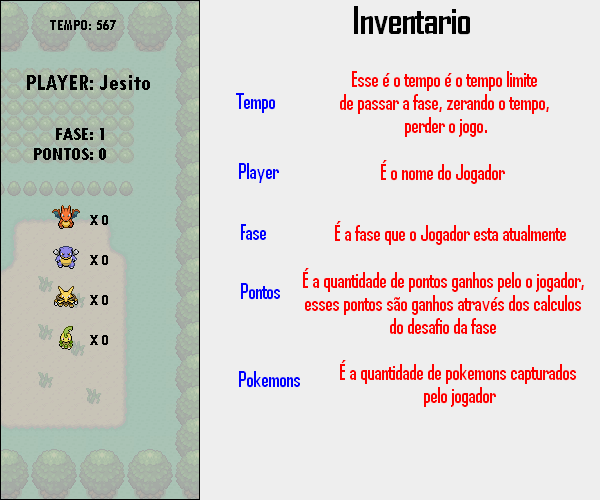 TEMPO: 567
PLAYER: Jesito
FASE: 1
PONTOS: 0
X 0
X 0
X 0
X 0
Inventario
Tempo
Esse é o tempo é o tempo limite
de passar a fase, zerando o tempo,
perder o jogo.
Player
É o nome do Jogador
Fase
É a fase que o Jogador esta atualmente
Pontos
É a quantidade de pontos ganhos pelo o jogador,
esses pontos são ganhos através dos calculos
do desafio da fase
Pokemons
É a quantidade de pokemons capturados
pelo jogador